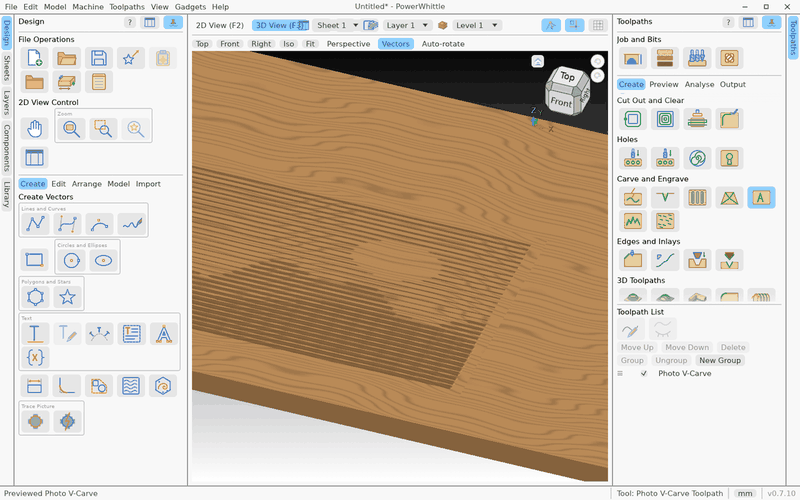 Untitled* - PowerWhittle
File Edit Model Machine Toolpaths View Gadgets Help
Design
Sheets
Layers
Components
Library
Design ?
File Operations
2D View Control
Zoom
Create Edit Arrange Model Import
Create Vectors
Lines and Curves
Circles and Ellipses
Polygons and Stars
Text
Trace Picture
2D View (F2) 3D View (F3) Sheet 1 Layer 1 Level 1
Top Front Right Iso Fit Perspective Vectors Auto-rotate
Top
Front
Right
Z
X
Toolpaths ?
Toolpaths
Job and Bits
Create Preview Analyse Output
Cut Out and Clear
Holes
Carve and Engrave
Edges and Inlays
3D Toolpaths
Toolpath List
Move Up Move Down Delete
Group Ungroup New Group
Photo V-Carve
Previewed Photo V-Carve
Tool: Photo V-Carve Toolpath mm v0.7.10